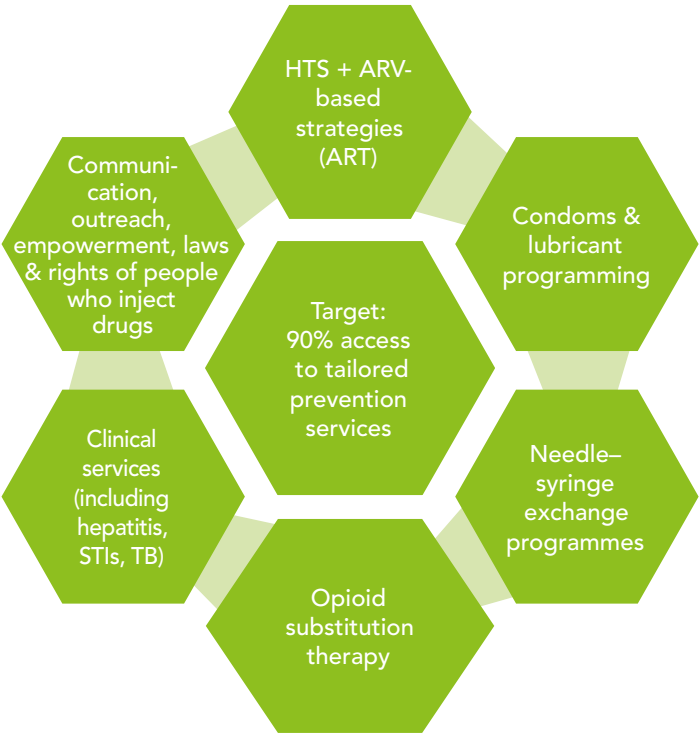 HTS + ARV-
based
strategies
(ART)
Communi-
cation,
outreach,
empowerment, laws
& rights of people
who inject
drugs
Condoms &
lubricant
programming
Target:
90% access
to tailored
prevention
services
Clinical
services
(including
hepatitis,
STIs, TB)
Needle–
syringe
exchange
programmes
Opioid
substitution
therapy